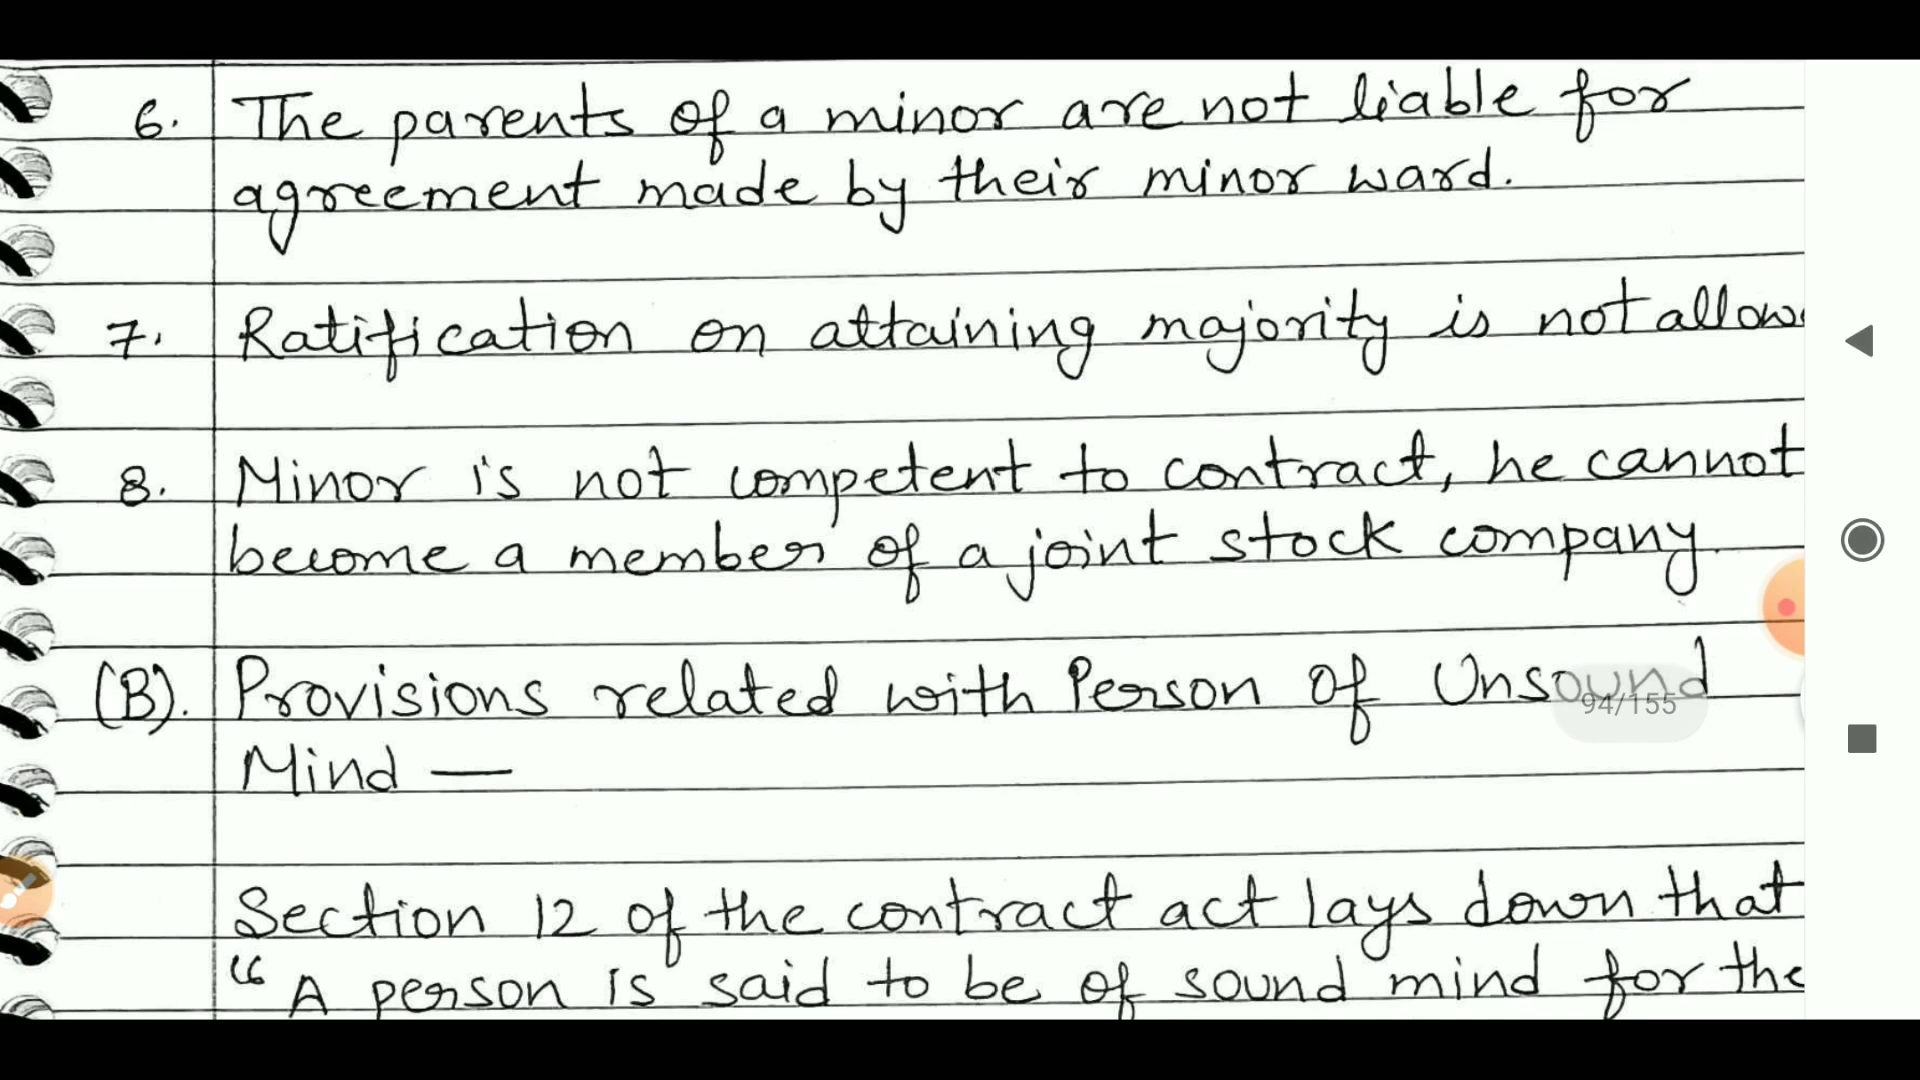 6. The parents of a minor are not liable for
agreement made by their minor ward.
7. Ratification on attaining majority is not allow
8. Minor is not competent to contract, he cannot
become a member of a joint stock company.
(B). Provisions related with Person Of Unsound
94/155
Mind —
Section 12 of the contract act lays down that
“ A person is said to be of sound mind for the